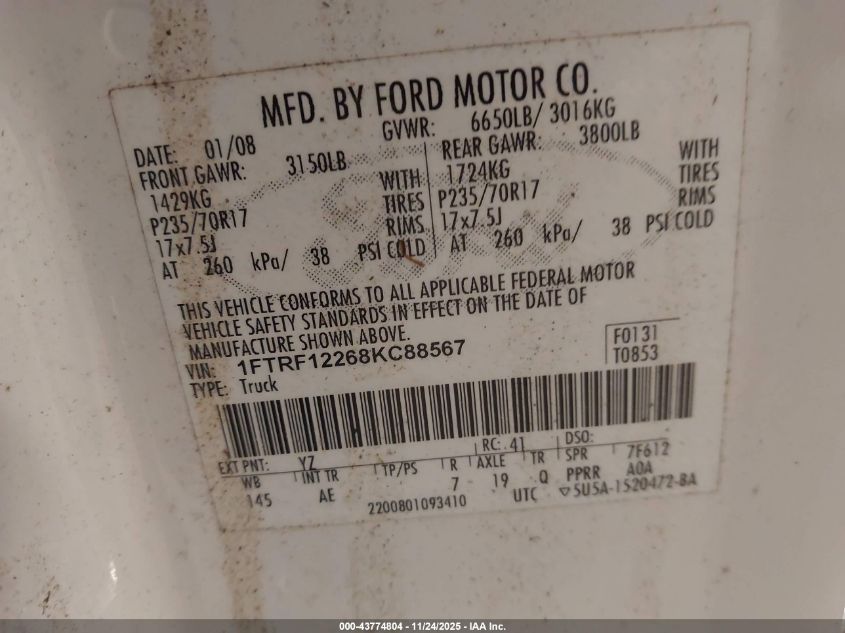 MFD. BY FORD MOTOR CO.
DATE: 01/08 GVWR: 6650LB/ 3016KG
FRONT GAWR: 3150LB REAR GAWR: 3800LB
1429KG WITH 1724KG WITH
P235/70R17 TIRES P235/70R17 TIRES
17x7.5J RIMS 17x7.5J RIMS
AT 260 kPa/ 38 PSI COLD AT 260 kPa/ 38 PSI COLD
THIS VEHICLE CONFORMS TO ALL APPLICABLE FEDERAL MOTOR
VEHICLE SAFETY STANDARDS IN EFFECT ON THE DATE OF
MANUFACTURE SHOWN ABOVE.
VIN: 1FTRF12268KC88567 F0131
TYPE: Truck T0853
EXT PNT: YZ RC: 41 DSO:
WB INT TR TP/PS R AXLE TR SPR 7F612
145 AE 7 19 Q PPRR A0A
2200801093410 UTC ▽5U5A-1520472-BA
000-43774804 - 11/24/2025 - IAA Inc.